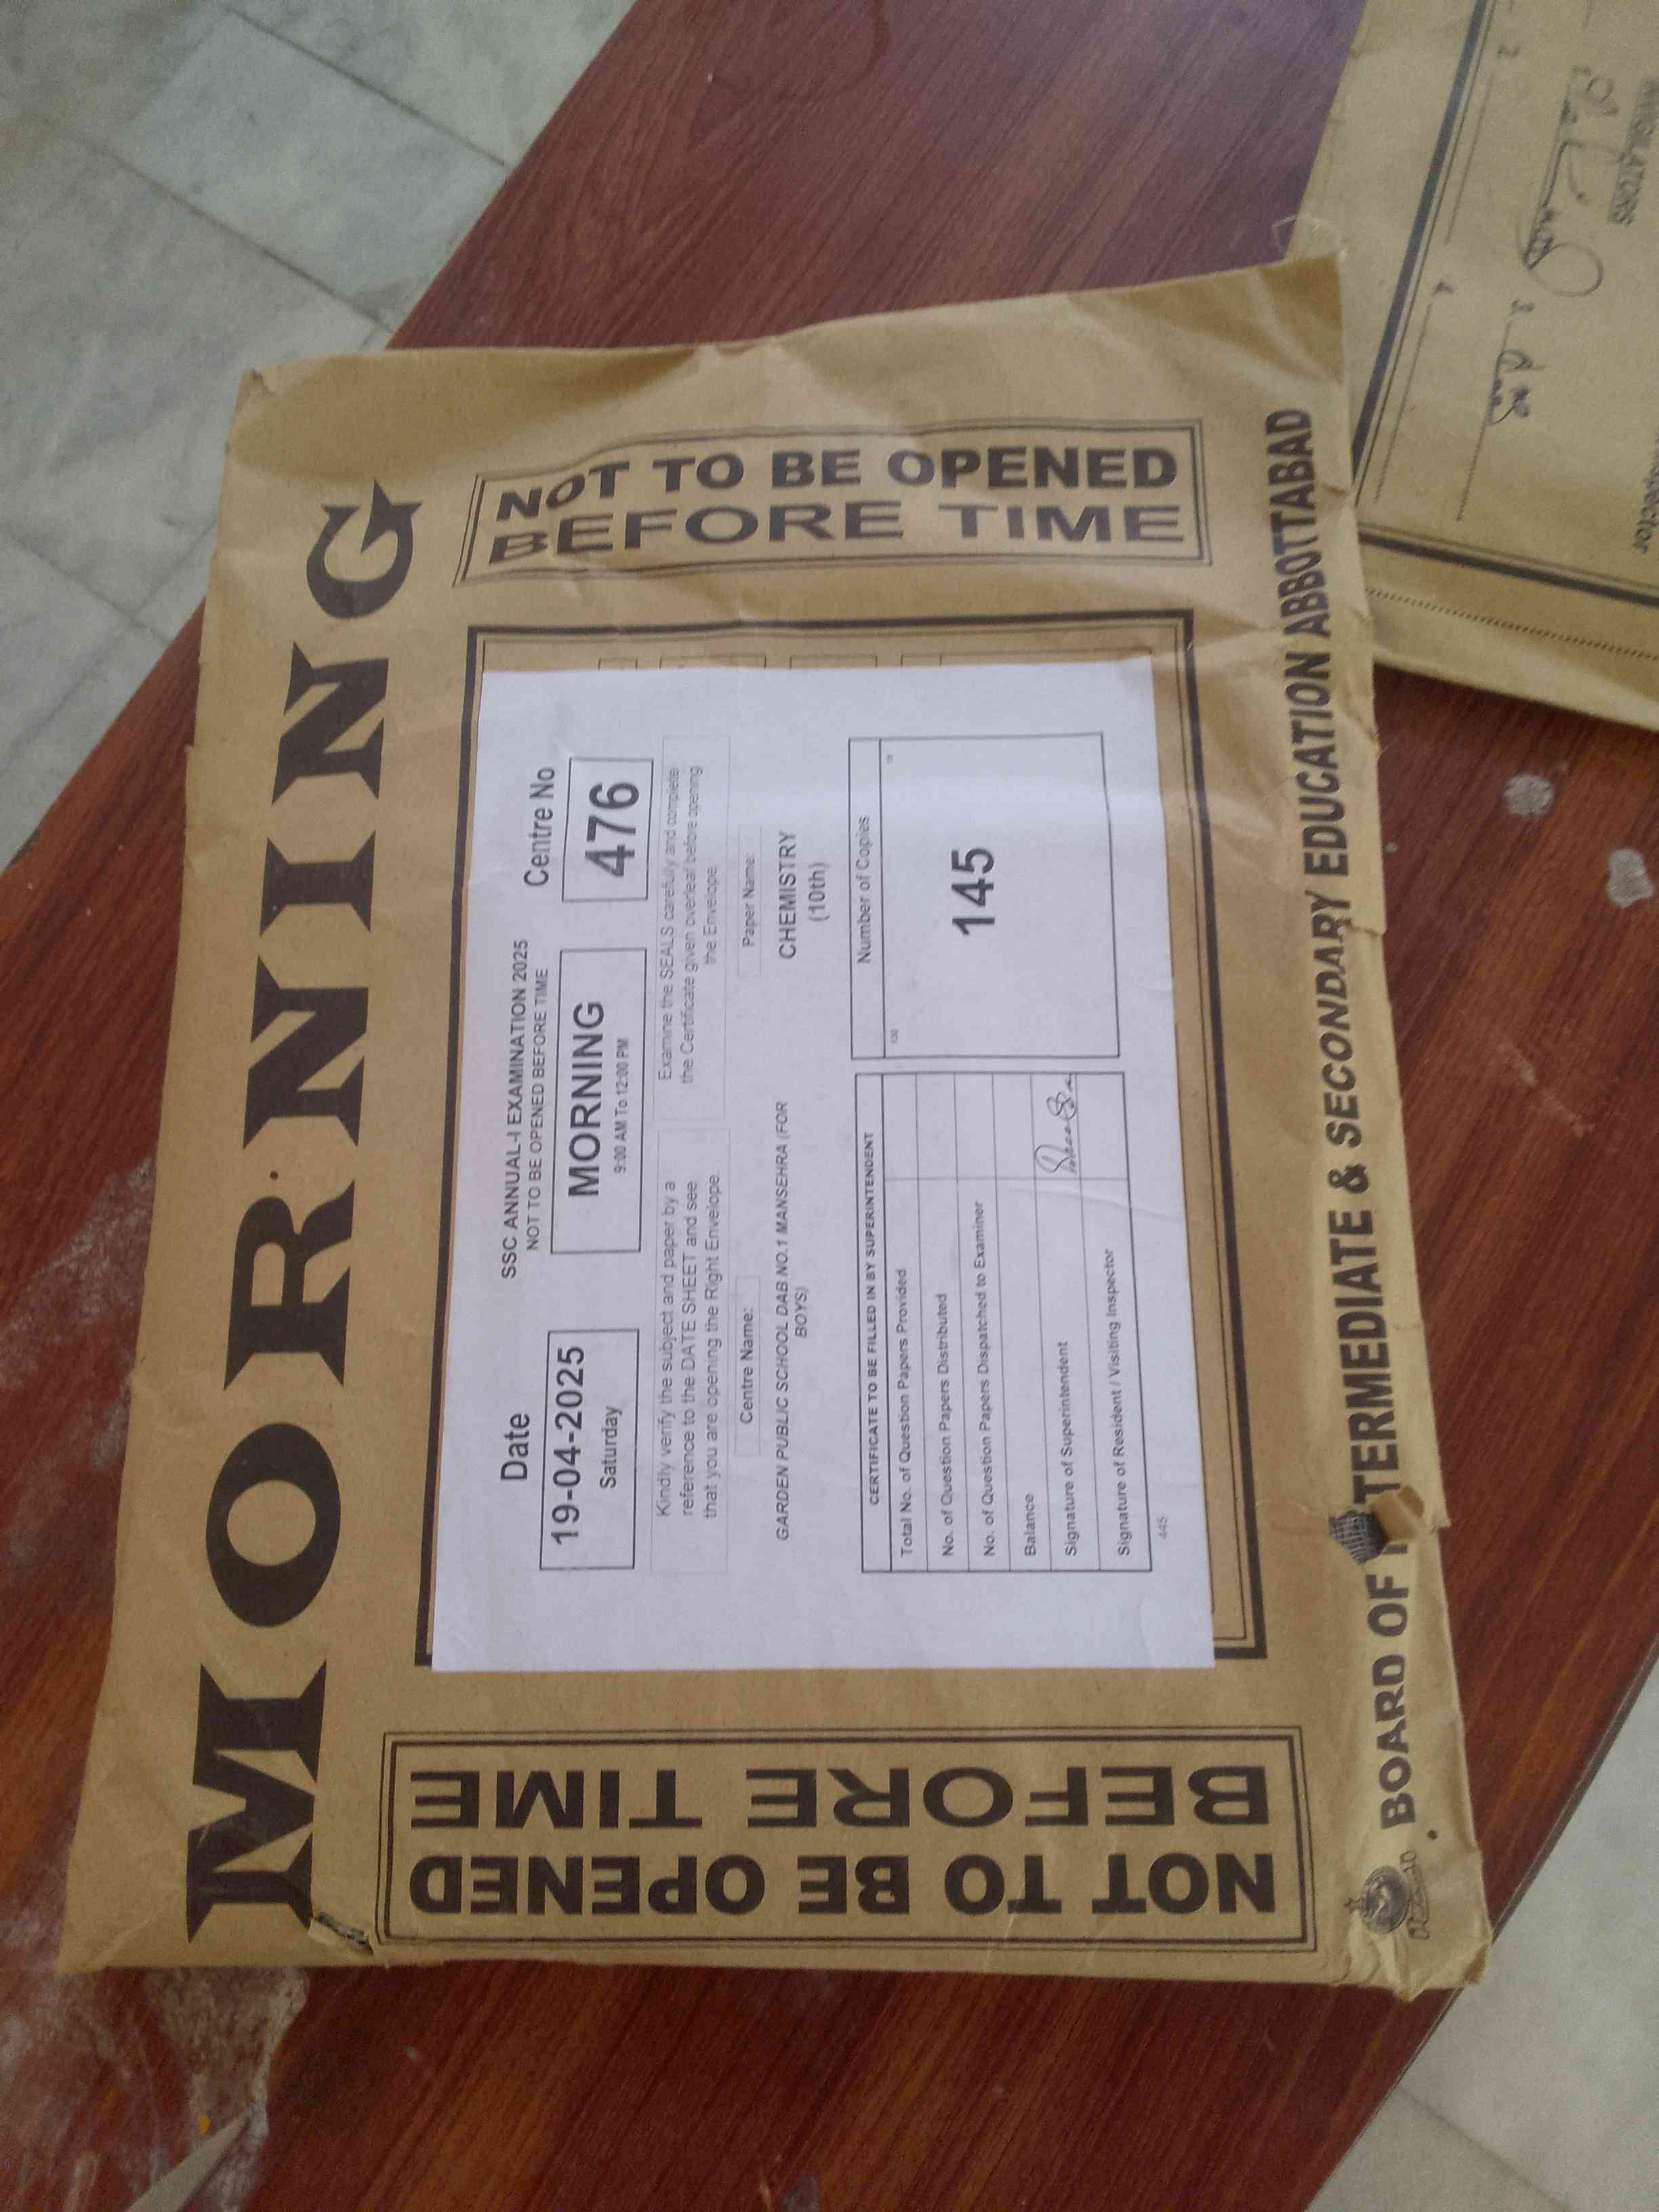 MORNING
NOT TO BE OPENED
BEFORE TIME
SSC ANNUAL-I EXAMINATION 2025
NOT TO BE OPENED BEFORE TIME
Date
19-04-2025
Saturday
MORNING
9:00 AM To 12:00 PM
Centre No
476
Kindly verify the subject and paper by a
reference to the DATE SHEET and see
that you are opening the Right Envelope.
Examine the SEALS carefully and complete
the Certificate given overleaf before opening
the Envelope.
Centre Name:
GARDEN PUBLIC SCHOOL DAB NO.1 MANSEHRA (FOR
BOYS)
Paper Name:
CHEMISTRY
(10th)
CERTIFICATE TO BE FILLED IN BY SUPERINTENDENT
Total No. of Question Papers Provided
No. of Question Papers Distributed
No. of Question Papers Dispatched to Examiner
Balance
Signature of Superintendent
Signature of Resident / Visiting Inspector
445
Number of Copies
130
15
145
NOT TO BE OPENED
BEFORE TIME
BOARD OF INTERMEDIATE & SECONDARY EDUCATION ABBOTTABAD
INVIGILATORS
2.
3.
4.